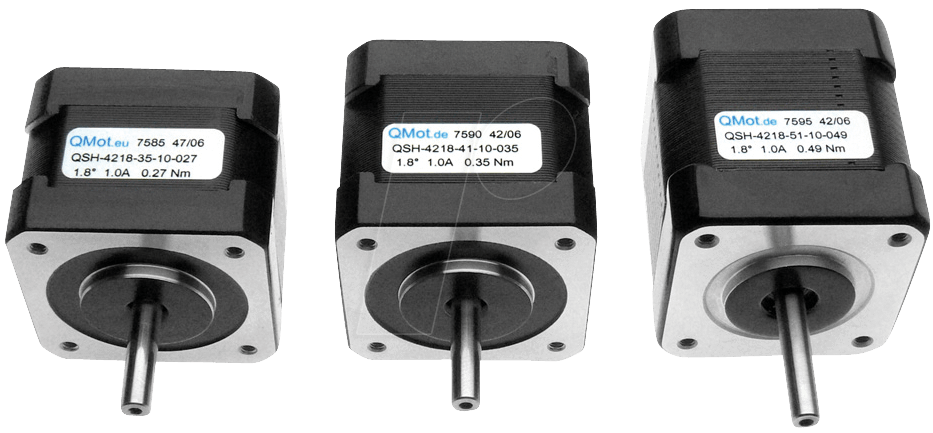 QMot.eu 7585 47/06
QSH-4218-35-10-027
1.8° 1.0A 0.27 Nm
QMot.de 7590 42/06
QSH-4218-41-10-035
1.8° 1.0A 0.35 Nm
QMot.de 7595 42/06
QSH-4218-51-10-049
1.8° 1.0A 0.49 Nm